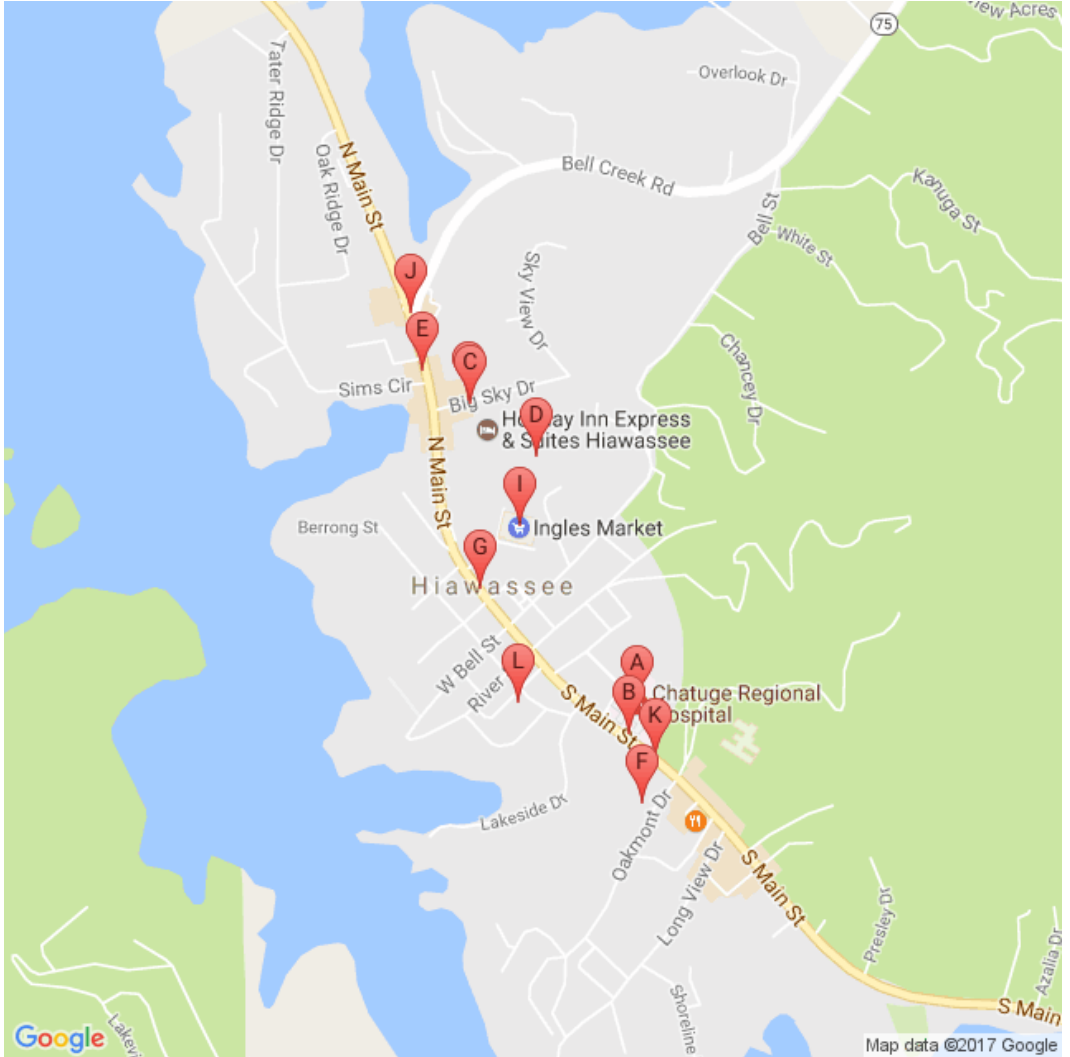 View Acres
75
Tater Ridge Dr
Overlook Dr
Oak Ridge Dr
N Main St
Bell Creek Rd
Kanuga St
Bell St
White St
J
Sky View Dr
E
C
Chancey Dr
Sims Cir
Big Sky Dr
D
Holiday Inn Express
& Suites Hiawassee
N Main St
I
Berrong St
Ingles Market
G
Hiawassee
W Bell St
L
River
A
B
Chatuge Regional
Hospital
K
S Main St
F
Lakeside Dr
Oakmont Dr
Long View Dr
S Main St
Presley Dr
Azalia Dr
Shoreline
S Main
Google
Map data ©2017 Google